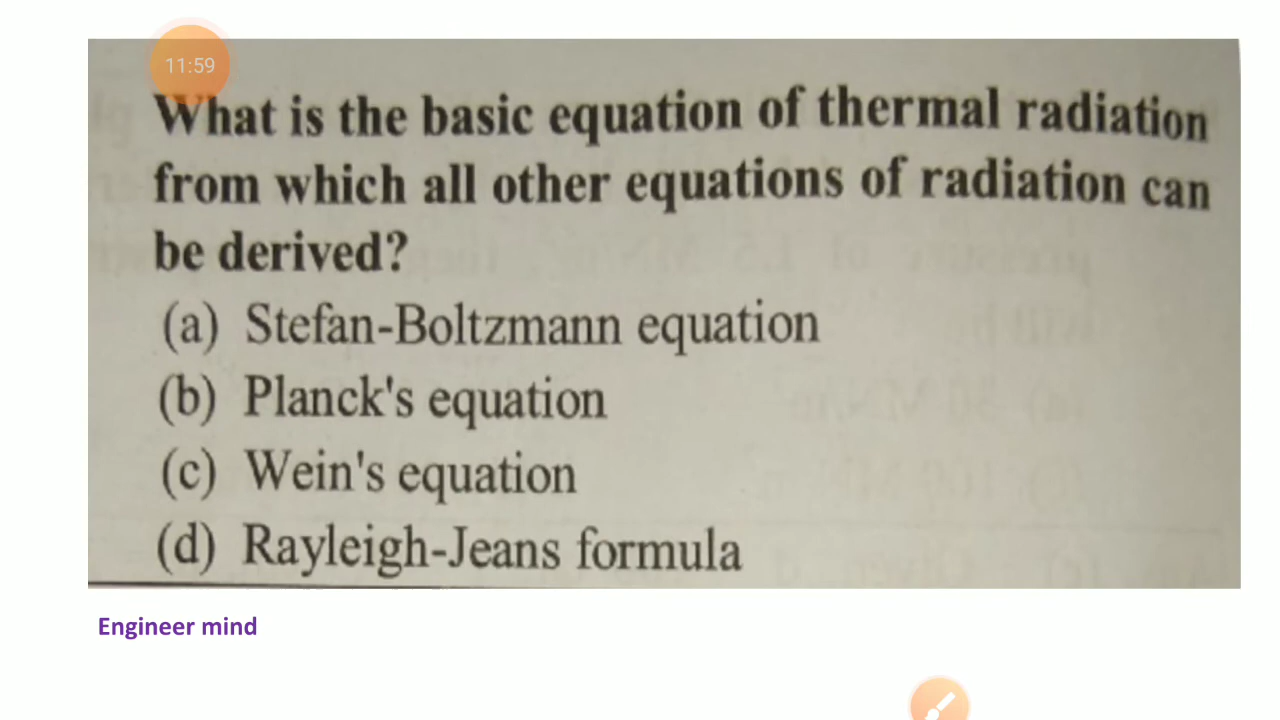 11:59
What is the basic equation of thermal radiation
from which all other equations of radiation can
be derived?
(a) Stefan-Boltzmann equation
(b) Planck's equation
(c) Wein's equation
(d) Rayleigh-Jeans formula
Engineer mind